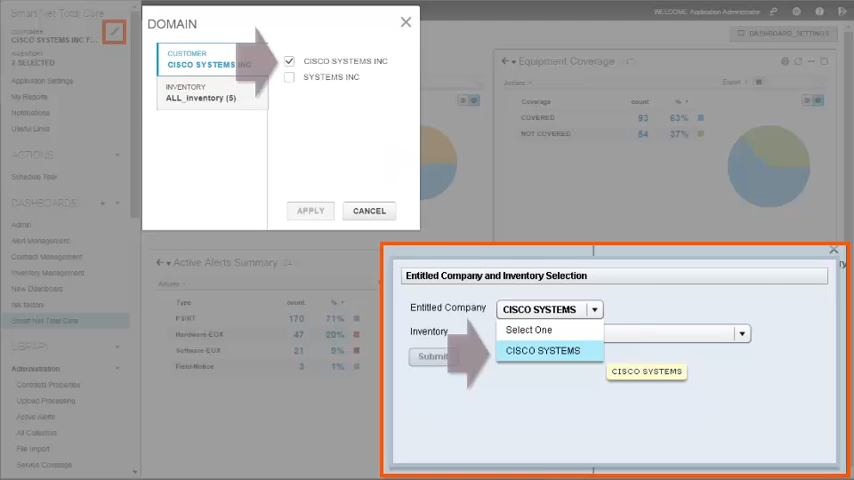 Smart Net Total Care
CUSTOMER
CISCO SYSTEMS INC T...
INVENTORY
2 SELECTED
Application Settings
My Reports
Notifications
Useful Links
ACTIONS
DASHBOARDS
Admin
Alert Management
Contract Management
Inventory Management
New Dashboard
Smart Net Total Care
LIBRARY
Administration
Contracts Properties
Upload Processing
Active Alerts
All Collectors
File Import
Service Coverage
DOMAIN
CUSTOMER
CISCO SYSTEMS INC
INVENTORY
ALL_Inventory (5)
CISCO SYSTEMS INC
SYSTEMS INC
APPLY
CANCEL
WELCOME, Application Administrator
DASHBOARD_SETTINGS
Equipment Coverage
Actions
Export
Coverage count %
COVERED 93 63%
NOT COVERED 54 37%
Active Alerts Summary
Actions
Type count %
PSIRT 170 71%
Hardware-EOX 47 20%
Software-EOX 21 9%
Field-Notice 3 1%
Entitled Company and Inventory Selection
Entitled Company CISCO SYSTEMS
Select One
Inventory
CISCO SYSTEMS
Submit
CISCO SYSTEMS